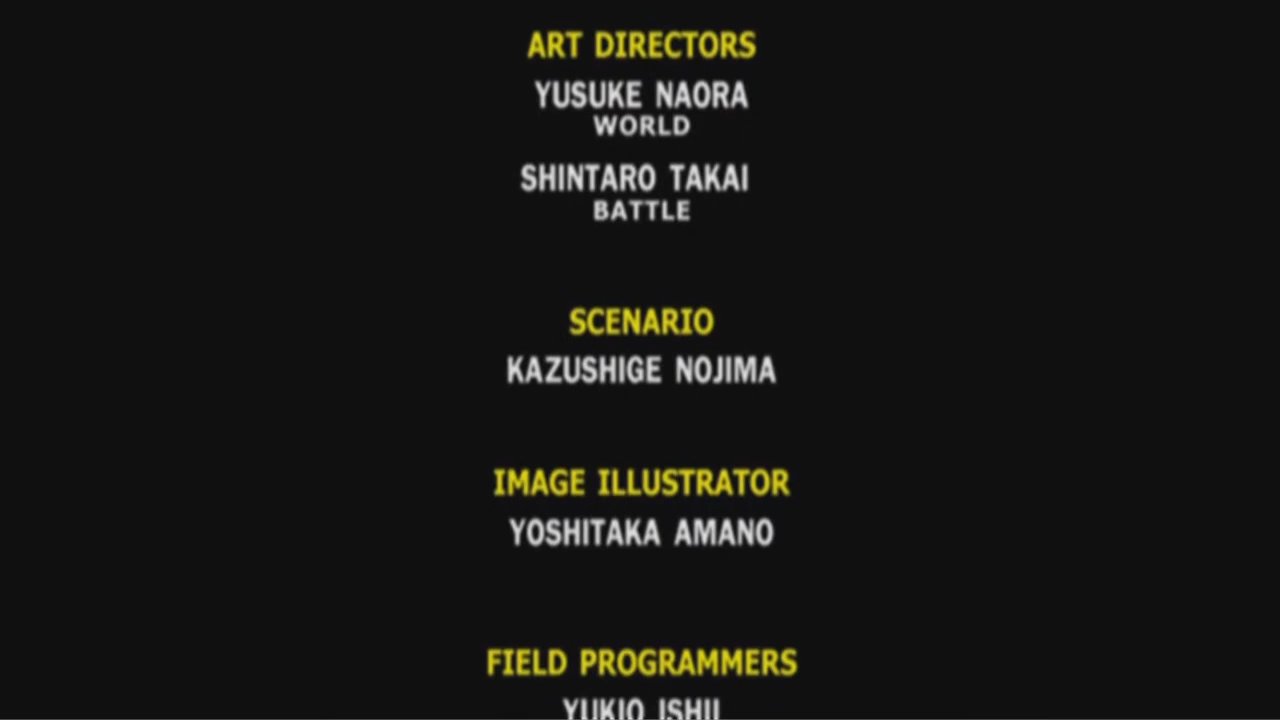 ART DIRECTORS
YUSUKE NAORA
WORLD
SHINTARO TAKAI
BATTLE
SCENARIO
KAZUSHIGE NOJIMA
IMAGE ILLUSTRATOR
YOSHITAKA AMANO
FIELD PROGRAMMERS
YUKIO ISHII